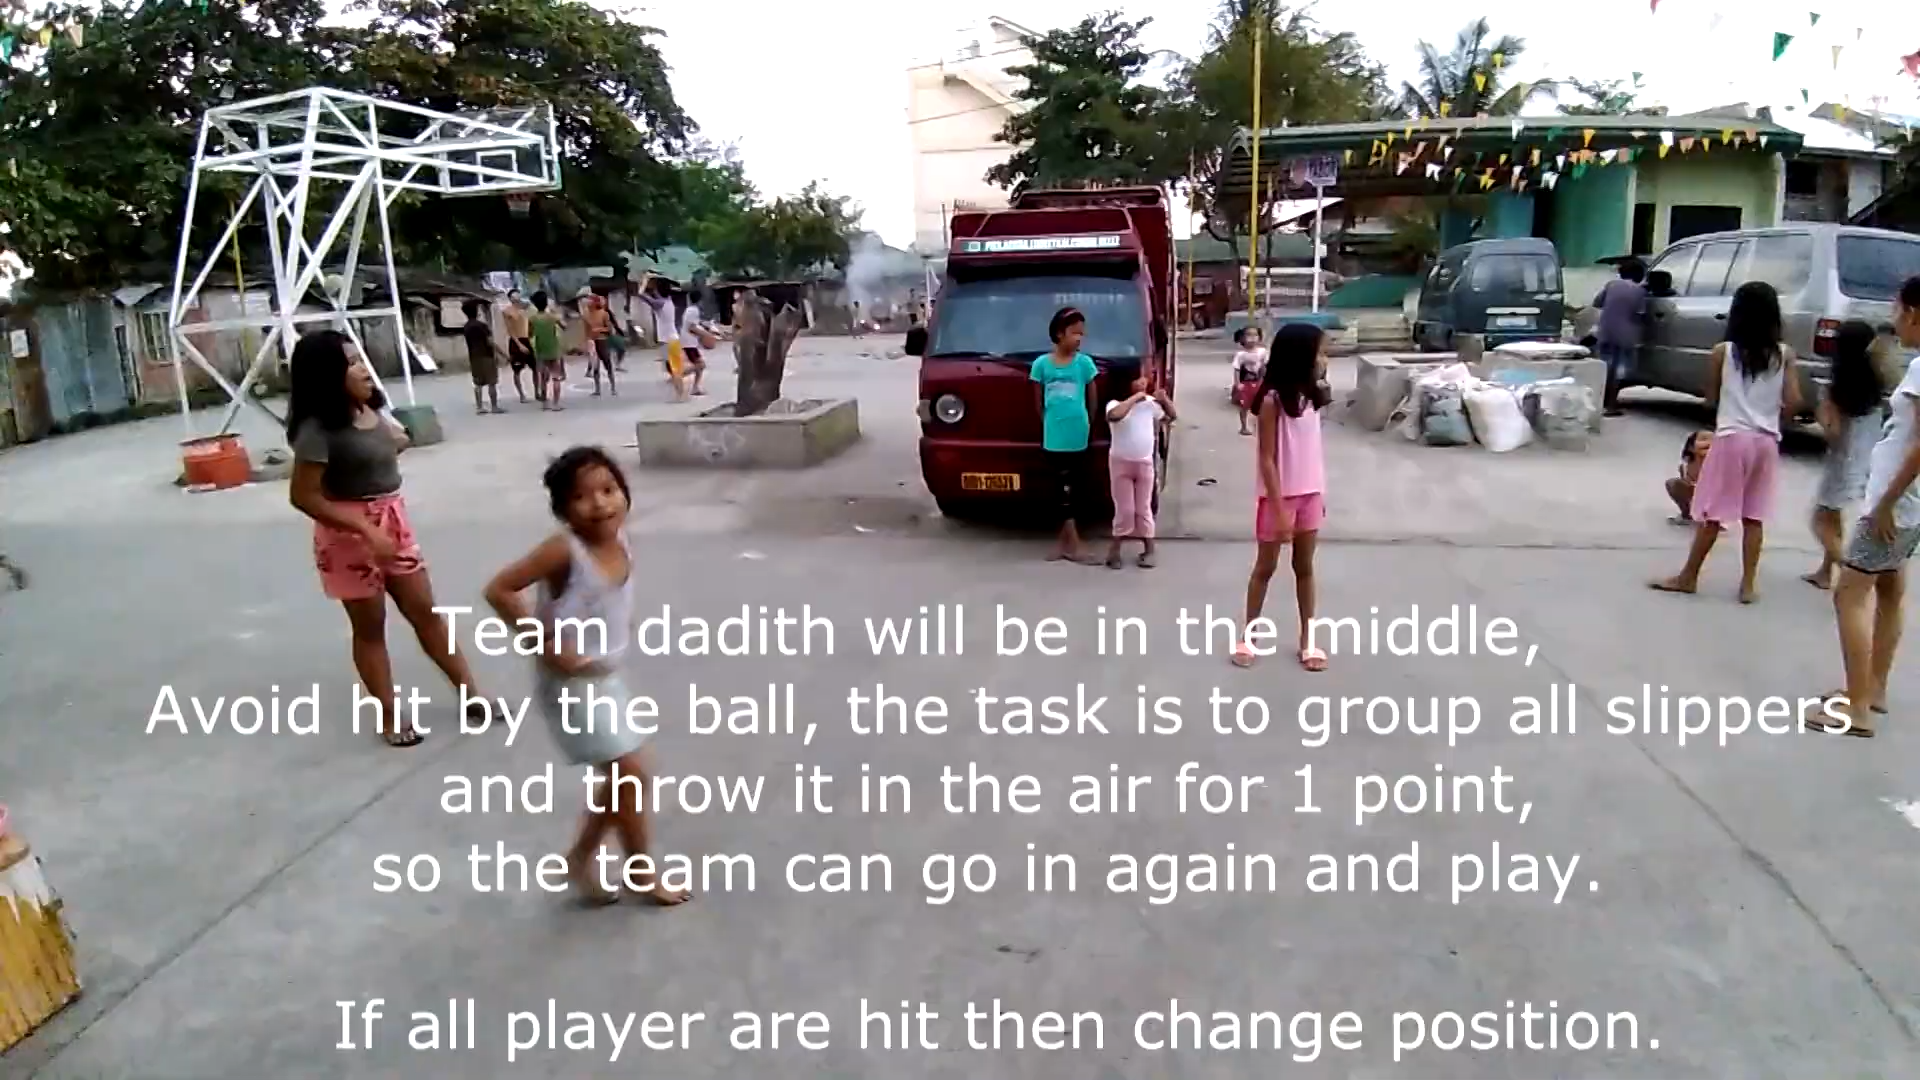 Team dadith will be in the middle,
Avoid hit by the ball, the task is to group all slippers
and throw it in the air for 1 point,
so the team can go in again and play.
If all player are hit then change position.